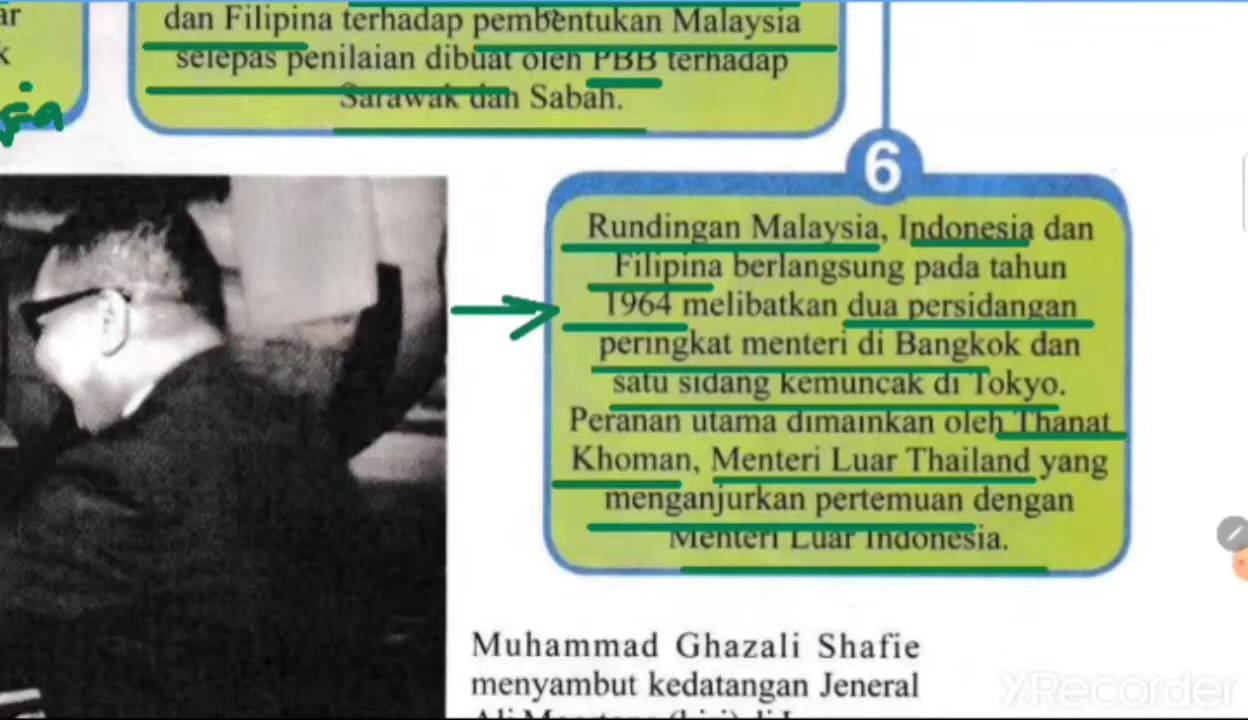 ar
k
dan Filipina terhadap pembentukan Malaysia
selepas penilaian dibuat oleh PBB terhadap
Sarawak dan Sabah.
6
Rundingan Malaysia, Indonesia dan
Filipina berlangsung pada tahun
1964 melibatkan dua persidangan
peringkat menteri di Bangkok dan
satu sidang kemuncak di Tokyo.
Peranan utama dimainkan oleh Thanat
Khoman, Menteri Luar Thailand yang
menganjurkan pertemuan dengan
Menteri Luar Indonesia.
Muhammad Ghazali Shafie
menyambut kedatangan Jeneral
XRecorder